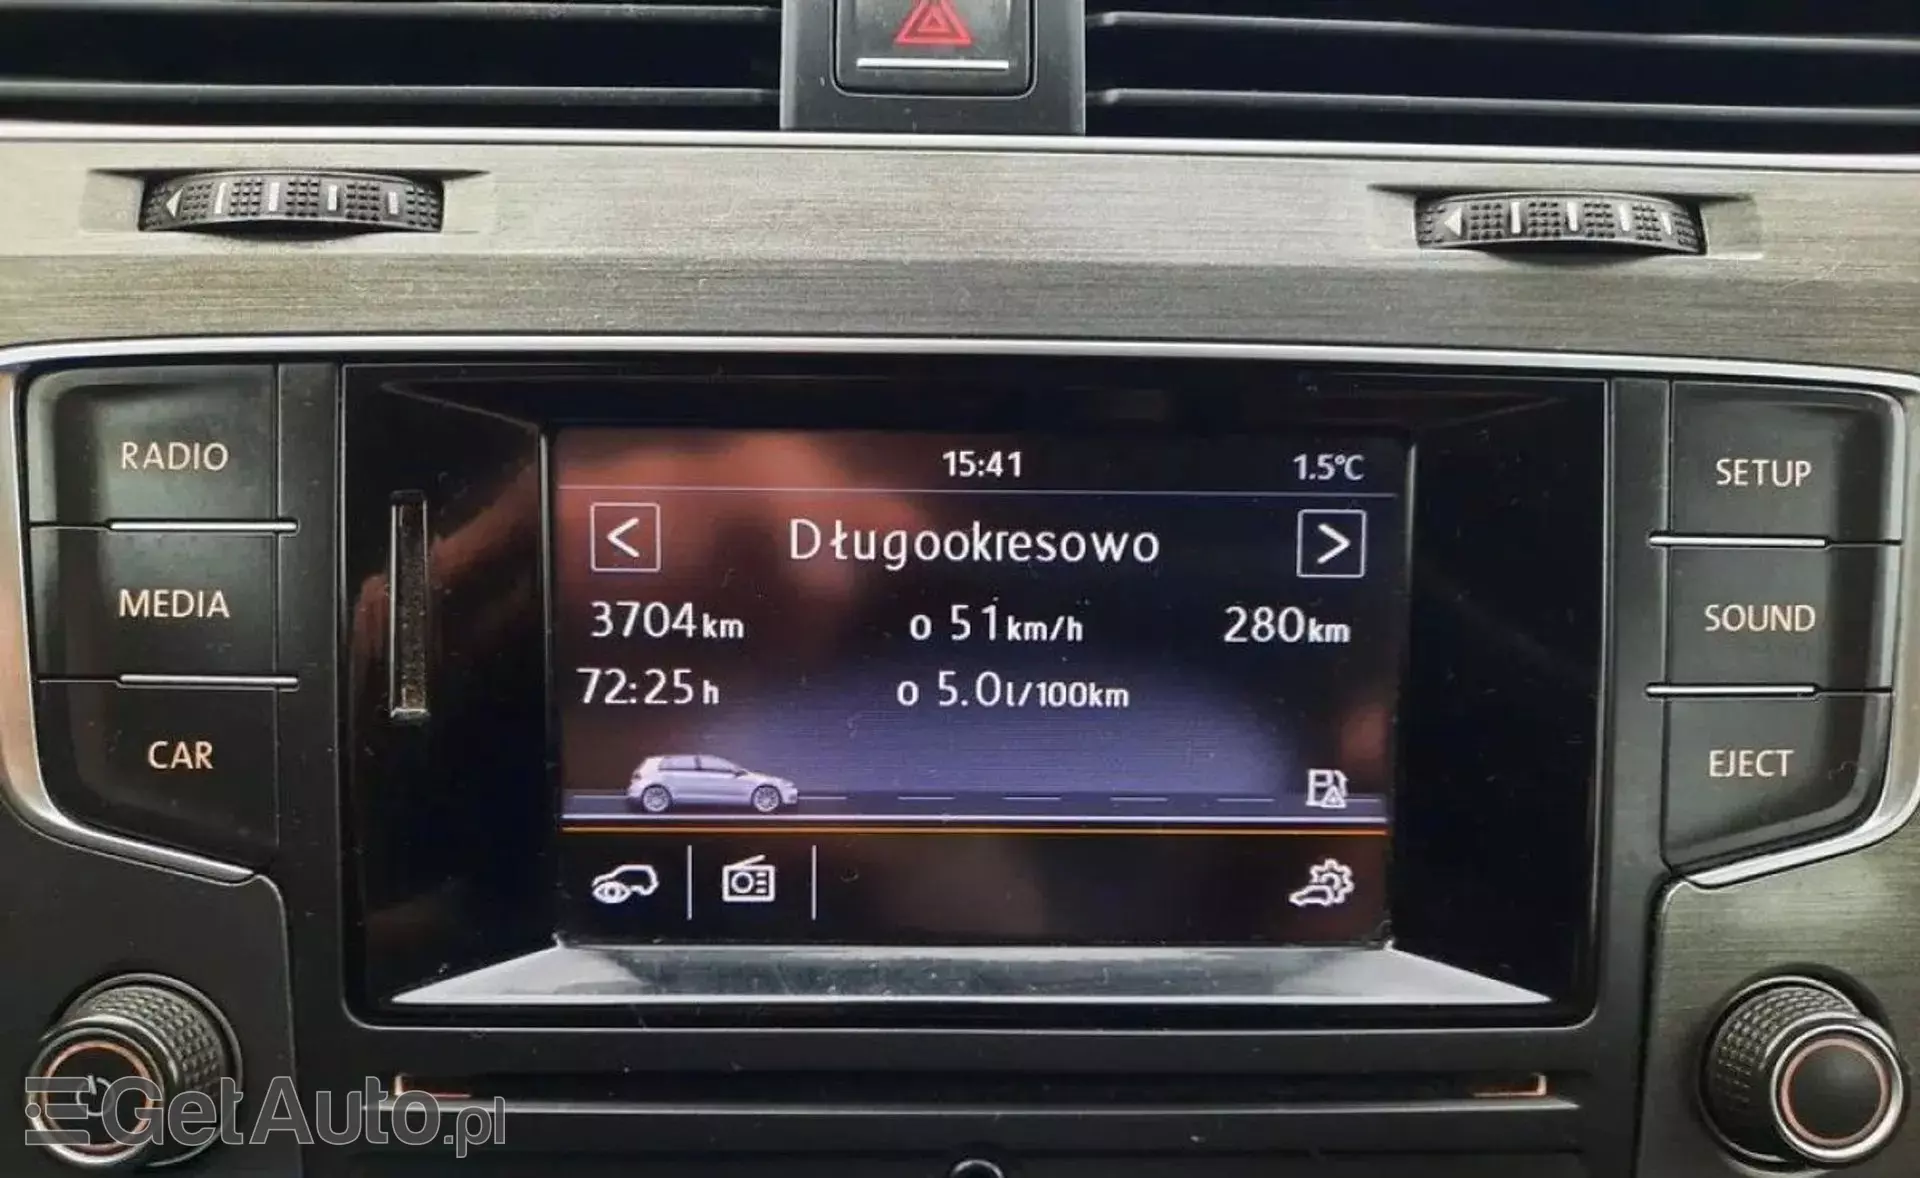 15:41 1.5°C
< Długookresowo >
3704km ⌀ 51km/h 280km
72:25h ⌀ 5.0l/100km
RADIO
MEDIA
CAR
SETUP
SOUND
EJECT
GetAuto.pl